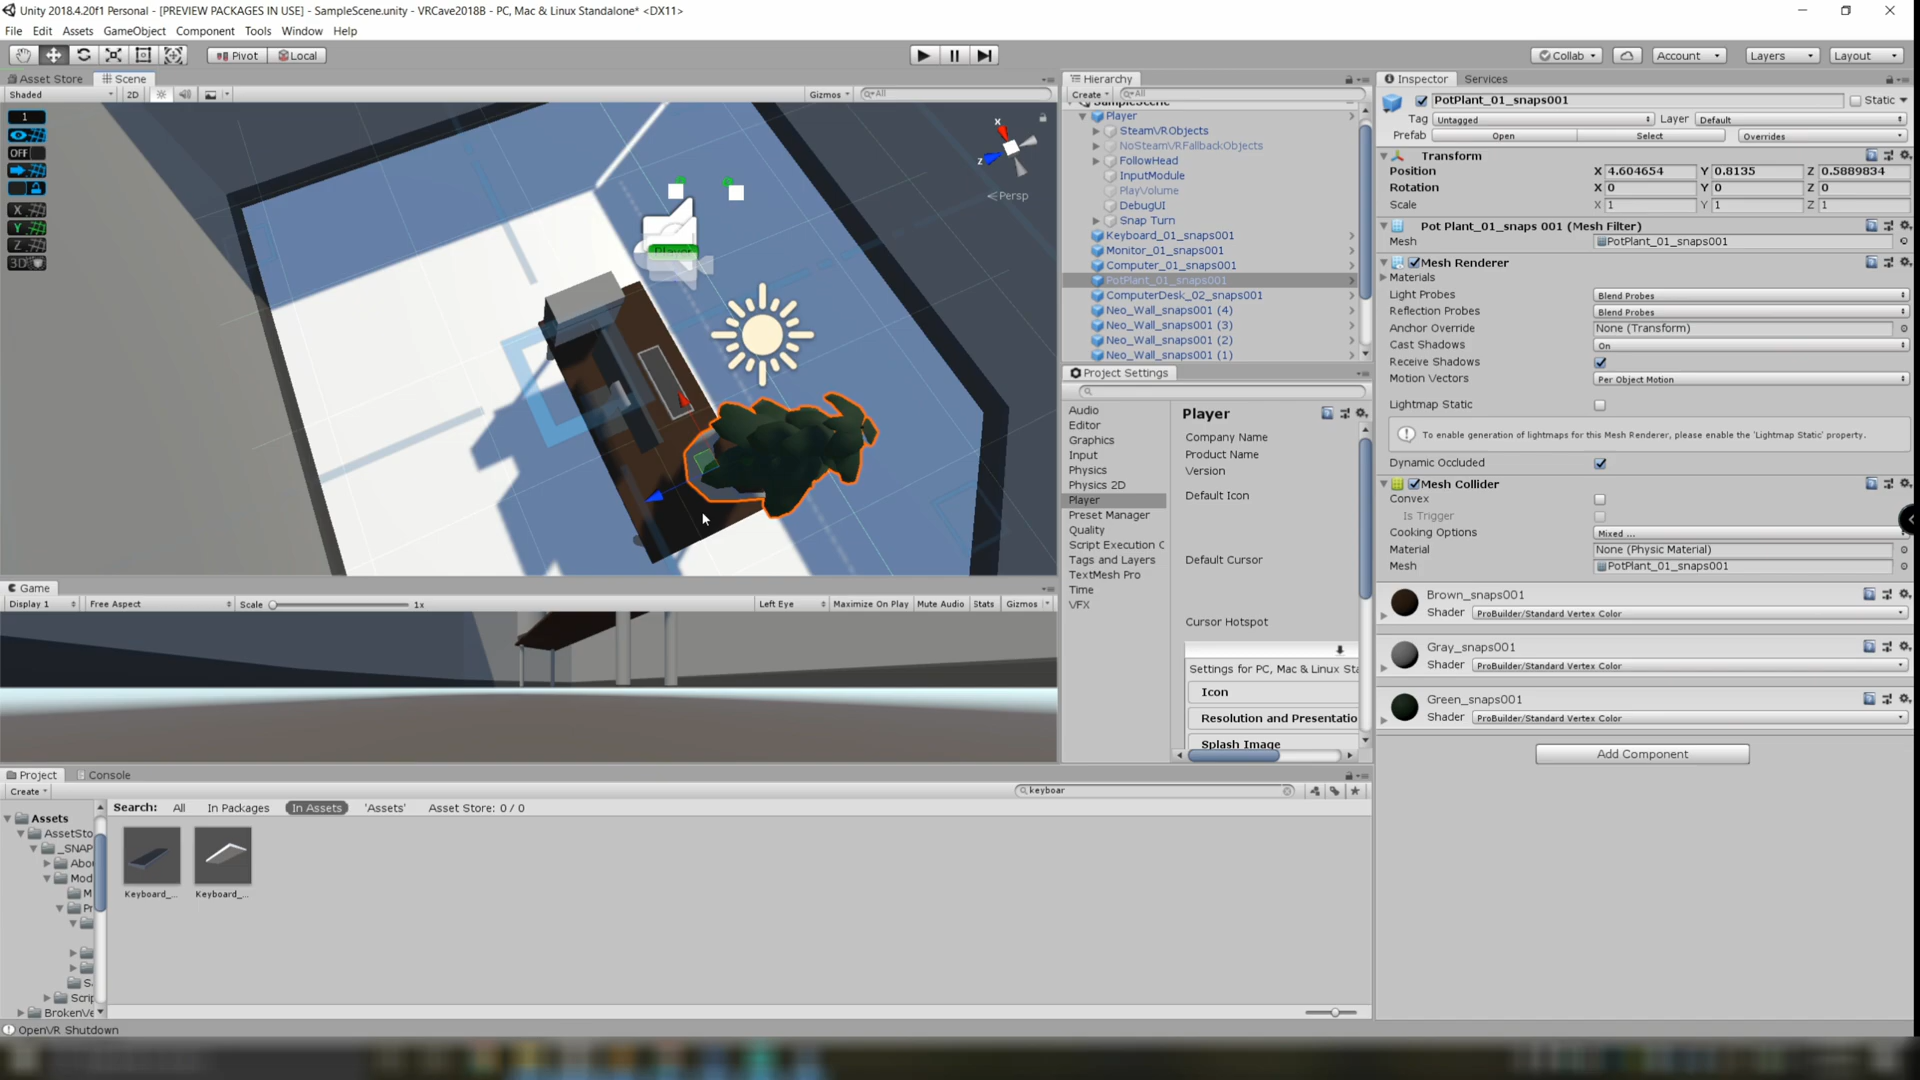 Unity 2018.4.20f1 Personal - [PREVIEW PACKAGES IN USE] - SampleScene.unity - VRCave2018B - PC, Mac & Linux Standalone* <DX11>
File Edit Assets GameObject Component Tools Window Help
Pivot Local Collab Account Layers Layout
Asset Store Scene
Shaded 2D Gizmos All
1
OFF
X
Y
Z
3D
x
z
Persp
Player
Game
Display 1 Free Aspect Scale 1x Left Eye Maximize On Play Mute Audio Stats Gizmos
Hierarchy
Create All
SampleScene
Player
SteamVRObjects
NoSteamVRFallbackObjects
FollowHead
InputModule
PlayVolume
DebugUI
Snap Turn
Keyboard_01_snaps001
Monitor_01_snaps001
Computer_01_snaps001
PotPlant_01_snaps001
ComputerDesk_02_snaps001
Neo_Wall_snaps001 (4)
Neo_Wall_snaps001 (3)
Neo_Wall_snaps001 (2)
Neo_Wall_snaps001 (1)
Project Settings
Audio
Editor
Graphics
Input
Physics
Physics 2D
Player
Preset Manager
Quality
Script Execution O
Tags and Layers
TextMesh Pro
Time
VFX
Player
Company Name
Product Name
Version
Default Icon
Default Cursor
Cursor Hotspot
Settings for PC, Mac & Linux Sta
Icon
Resolution and Presentatio
Splash Image
Inspector Services
PotPlant_01_snaps001 Static
Tag Untagged Layer Default
Prefab Open Select Overrides
Transform
Position X 4.604654 Y 0.8135 Z 0.5889834
Rotation X 0 Y 0 Z 0
Scale X 1 Y 1 Z 1
Pot Plant_01_snaps 001 (Mesh Filter)
Mesh PotPlant_01_snaps001
Mesh Renderer
Materials
Light Probes Blend Probes
Reflection Probes Blend Probes
Anchor Override None (Transform)
Cast Shadows On
Receive Shadows
Motion Vectors Per Object Motion
Lightmap Static
To enable generation of lightmaps for this Mesh Renderer, please enable the 'Lightmap Static' property.
Dynamic Occluded
Mesh Collider
Convex
Is Trigger
Cooking Options Mixed ...
Material None (Physic Material)
Mesh PotPlant_01_snaps001
Brown_snaps001
Shader ProBuilder/Standard Vertex Color
Gray_snaps001
Shader ProBuilder/Standard Vertex Color
Green_snaps001
Shader ProBuilder/Standard Vertex Color
Add Component
Project Console
Create keyboar
Search: All In Packages In Assets 'Assets' Asset Store: 0 / 0
Assets
AssetSto
_SNAP
Abo
Mod
M
Pr
S
Scrip
BrokenVe
Keyboard_... Keyboard_...
OpenVR Shutdown